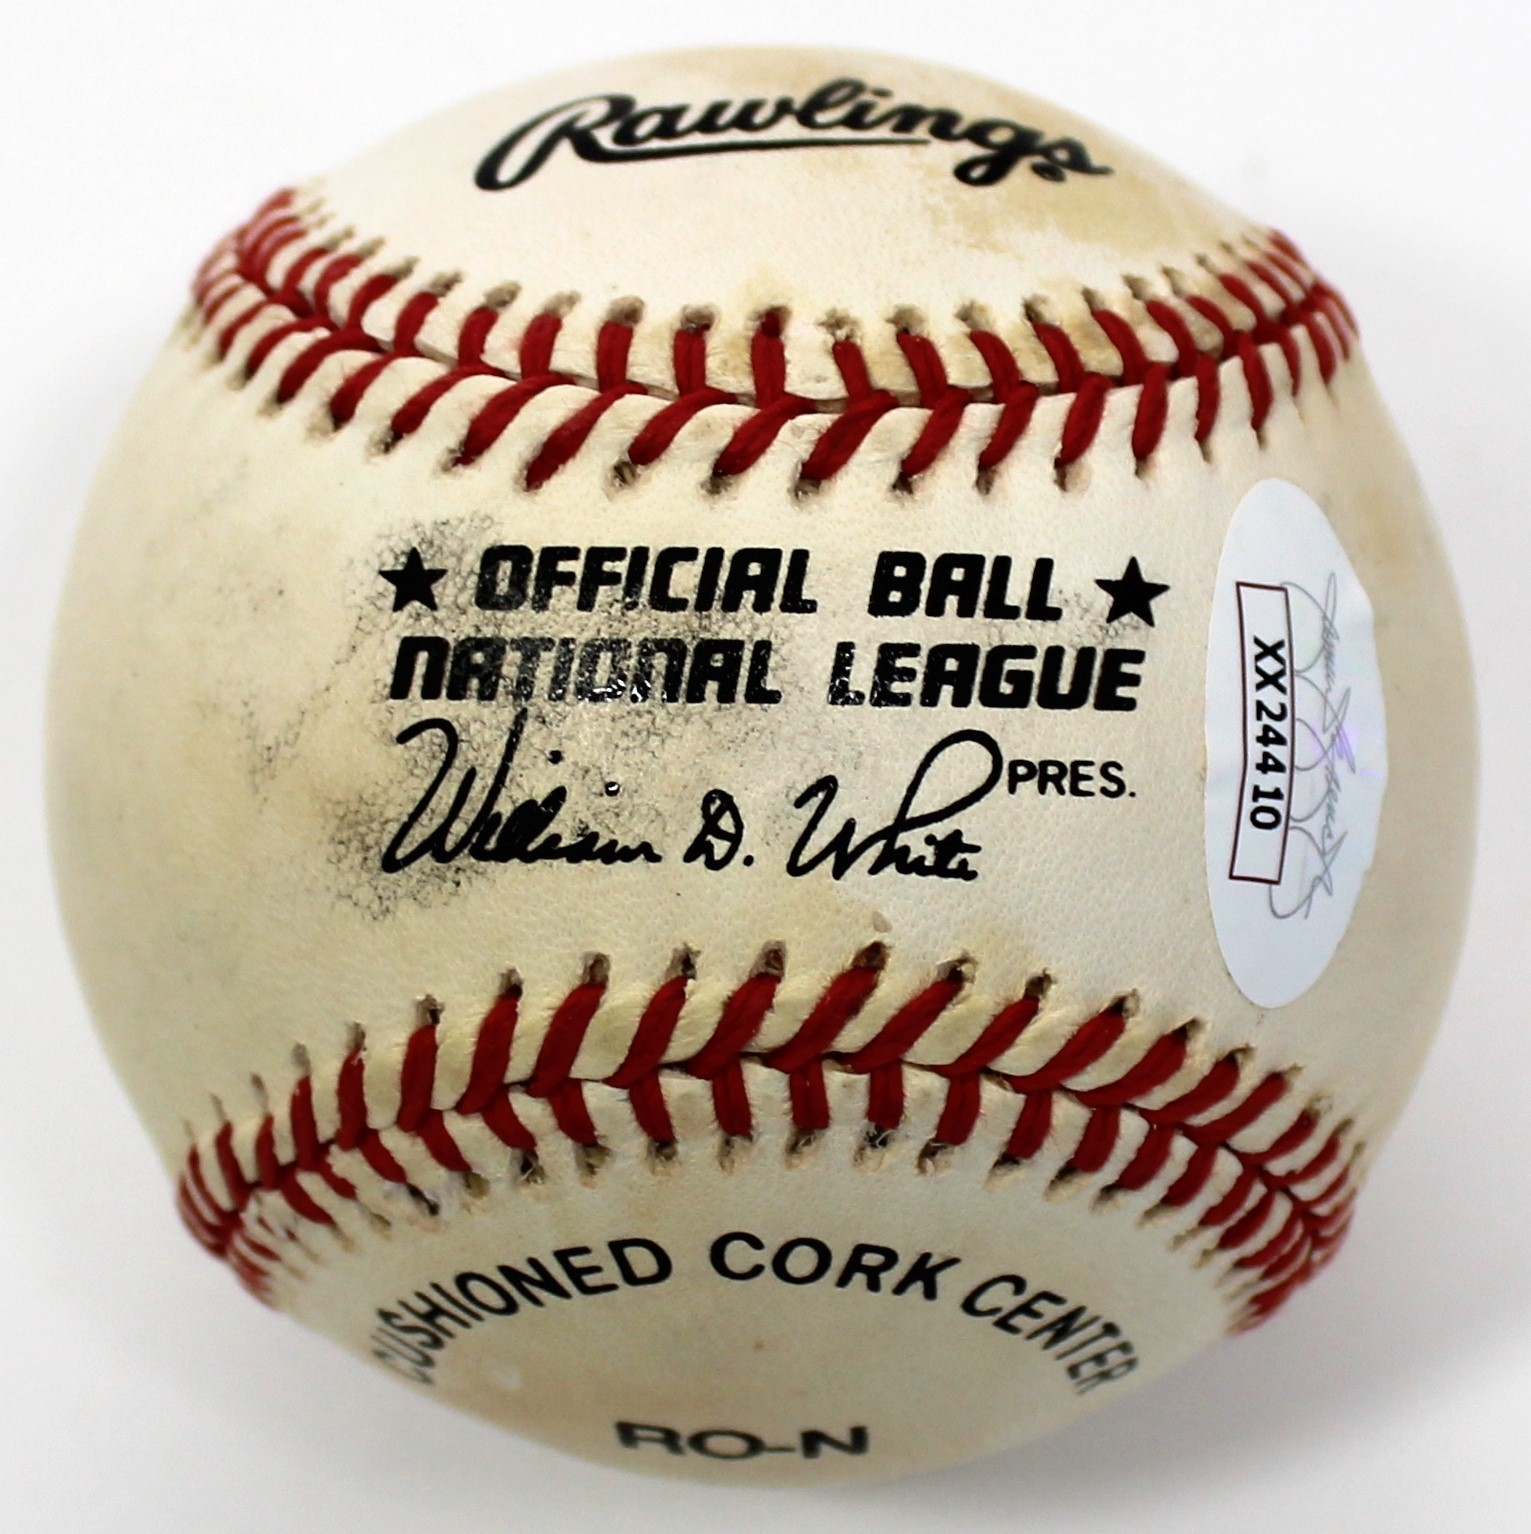 Rawlings®
★ OFFICIAL BALL ★
NATIONAL LEAGUE
William D. White PRES.
XX24410
CUSHIONED CORK CENTER
RO-N